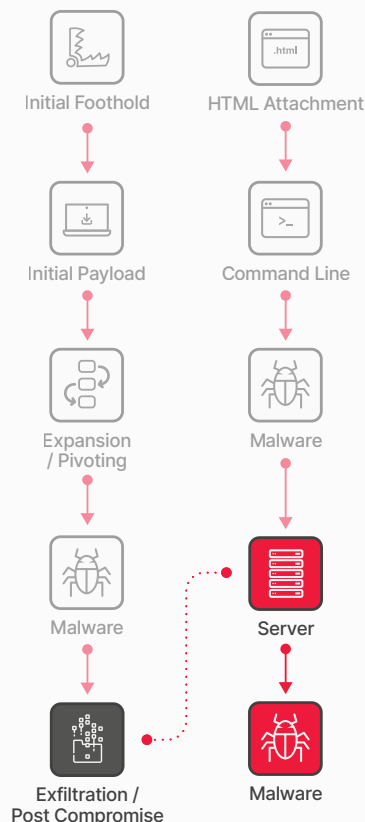 Initial Foothold
Initial Payload
Expansion
/ Pivoting
Malware
Exfiltration /
Post Compromise
.html
HTML Attachment
>_
Command Line
Malware
Server
Malware